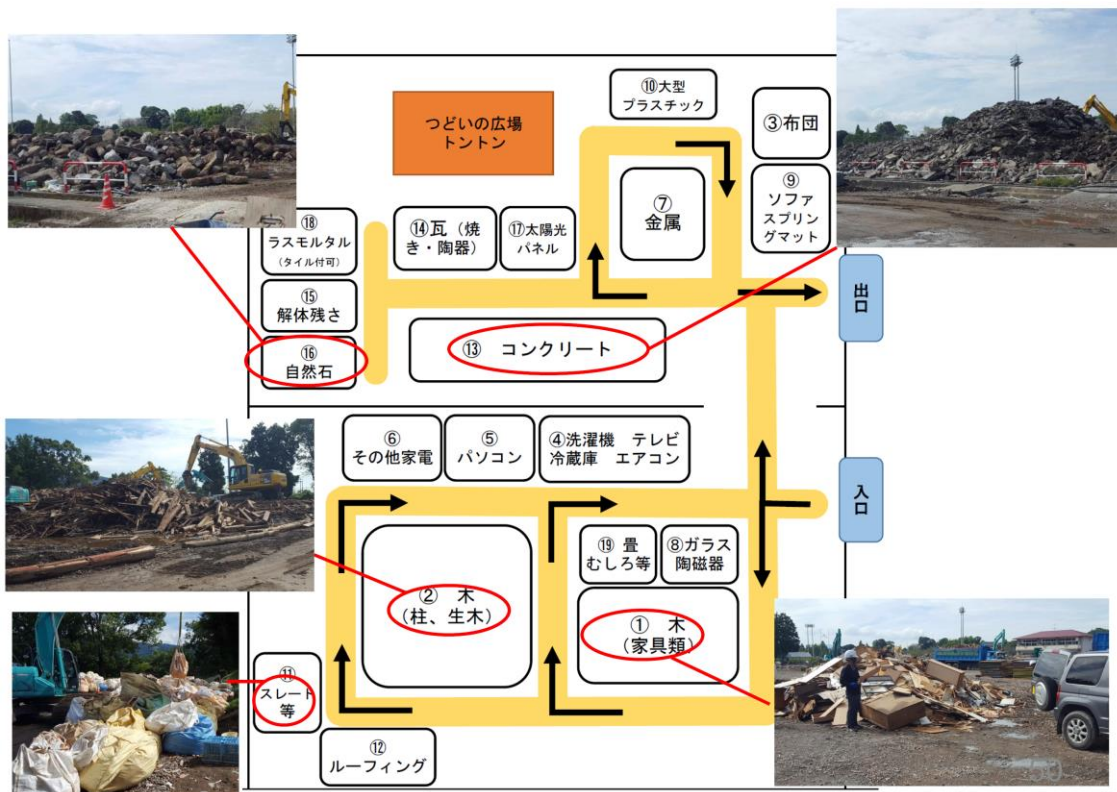 ⑩大型
プラスチック
つどいの広場
トントン
③布団
⑨
ソファ
スプリン
グマット
⑦
金属
⑱
ラスモルタル
(タイル付可)
⑭瓦（焼
き・陶器）
⑰太陽光
パネル
⑮
解体残さ
⑯
自然石
⑬ コンクリート
出口
⑥
その他家電
⑤
パソコン
④洗濯機 テレビ
冷蔵庫 エアコン
入口
⑲ 畳
むしろ等
⑧ガラス
陶磁器
② 木
(柱、生木)
① 木
(家具類)
⑪
スレート
等
⑫
ルーフィング